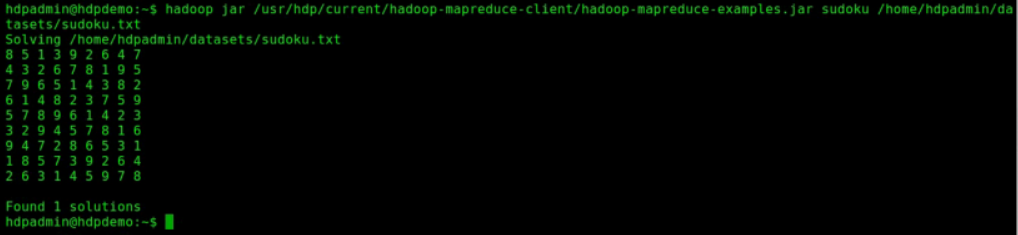 hdpadmin@hdpdemo:~$ hadoop jar /usr/hdp/current/hadoop-mapreduce-client/hadoop-mapreduce-examples.jar sudoku /home/hdpadmin/da
tasets/sudoku.txt
Solving /home/hdpadmin/datasets/sudoku.txt
8 5 1 3 9 2 6 4 7
4 3 2 6 7 8 1 9 5
7 9 6 5 1 4 3 8 2
6 1 4 8 2 3 7 5 9
5 7 8 9 6 1 4 2 3
3 2 9 4 5 7 8 1 6
9 4 7 2 8 6 5 3 1
1 8 5 7 3 9 2 6 4
2 6 3 1 4 5 9 7 8
Found 1 solutions
hdpadmin@hdpdemo:~$